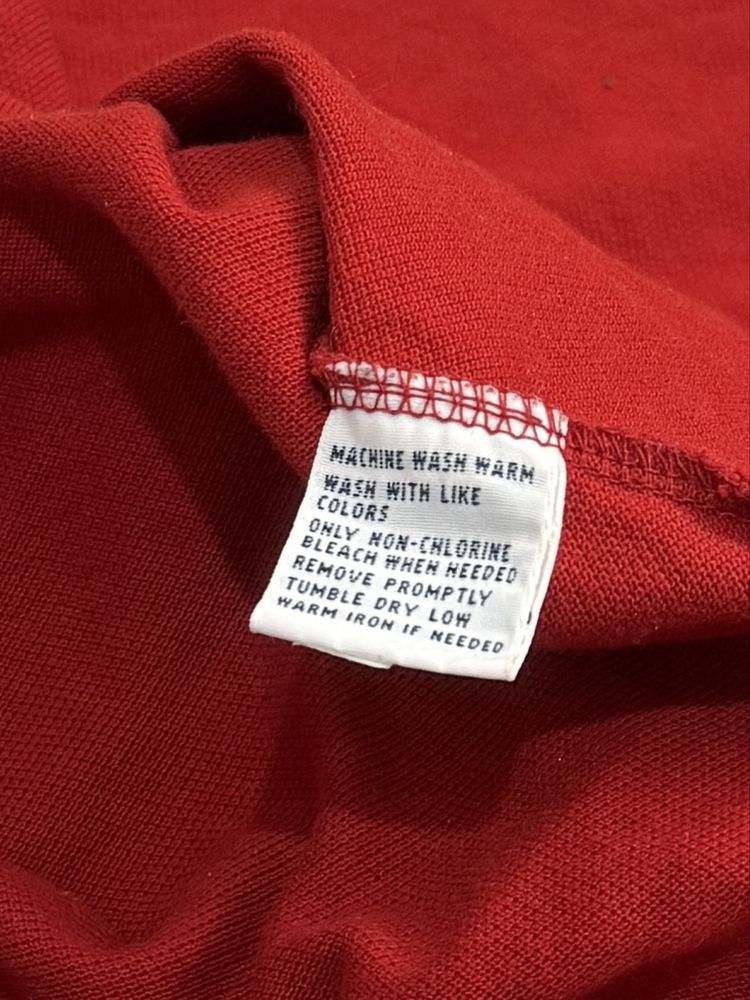 MACHINE WASH WARM
WASH WITH LIKE
COLORS
ONLY NON-CHLORINE
BLEACH WHEN NEEDED
REMOVE PROMPTLY
TUMBLE DRY LOW
WARM IRON IF NEEDED